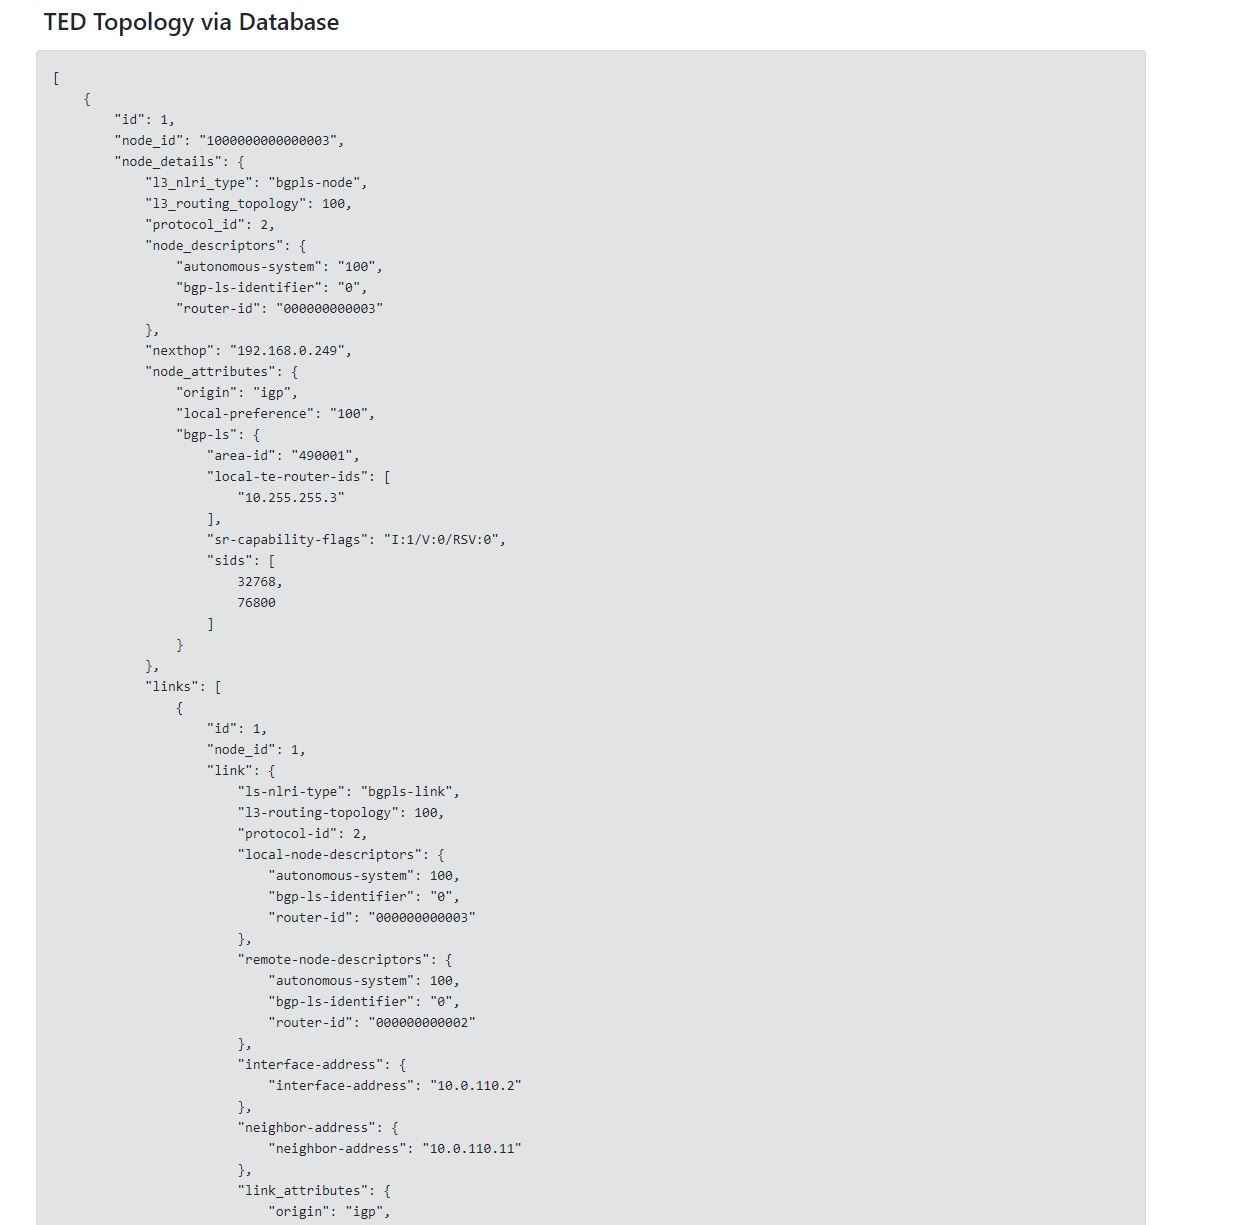 TED Topology via Database
[
    {
        "id": 1,
        "node_id": "1000000000000003",
        "node_details": {
            "l3_nlri_type": "bgpls-node",
            "l3_routing_topology": 100,
            "protocol_id": 2,
            "node_descriptors": {
                "autonomous-system": "100",
                "bgp-ls-identifier": "0",
                "router-id": "000000000003"
            },
            "nexthop": "192.168.0.249",
            "node_attributes": {
                "origin": "igp",
                "local-preference": "100",
                "bgp-ls": {
                    "area-id": "490001",
                    "local-te-router-ids": [
                        "10.255.255.3"
                    ],
                    "sr-capability-flags": "I:1/V:0/RSV:0",
                    "sids": [
                        32768,
                        76800
                    ]
                }
            },
            "links": [
                {
                    "id": 1,
                    "node_id": 1,
                    "link": {
                        "ls-nlri-type": "bgpls-link",
                        "l3-routing-topology": 100,
                        "protocol-id": 2,
                        "local-node-descriptors": {
                            "autonomous-system": 100,
                            "bgp-ls-identifier": "0",
                            "router-id": "000000000003"
                        },
                        "remote-node-descriptors": {
                            "autonomous-system": 100,
                            "bgp-ls-identifier": "0",
                            "router-id": "000000000002"
                        },
                        "interface-address": {
                            "interface-address": "10.0.110.2"
                        },
                        "neighbor-address": {
                            "neighbor-address": "10.0.110.11"
                        },
                        "link_attributes": {
                            "origin": "igp",